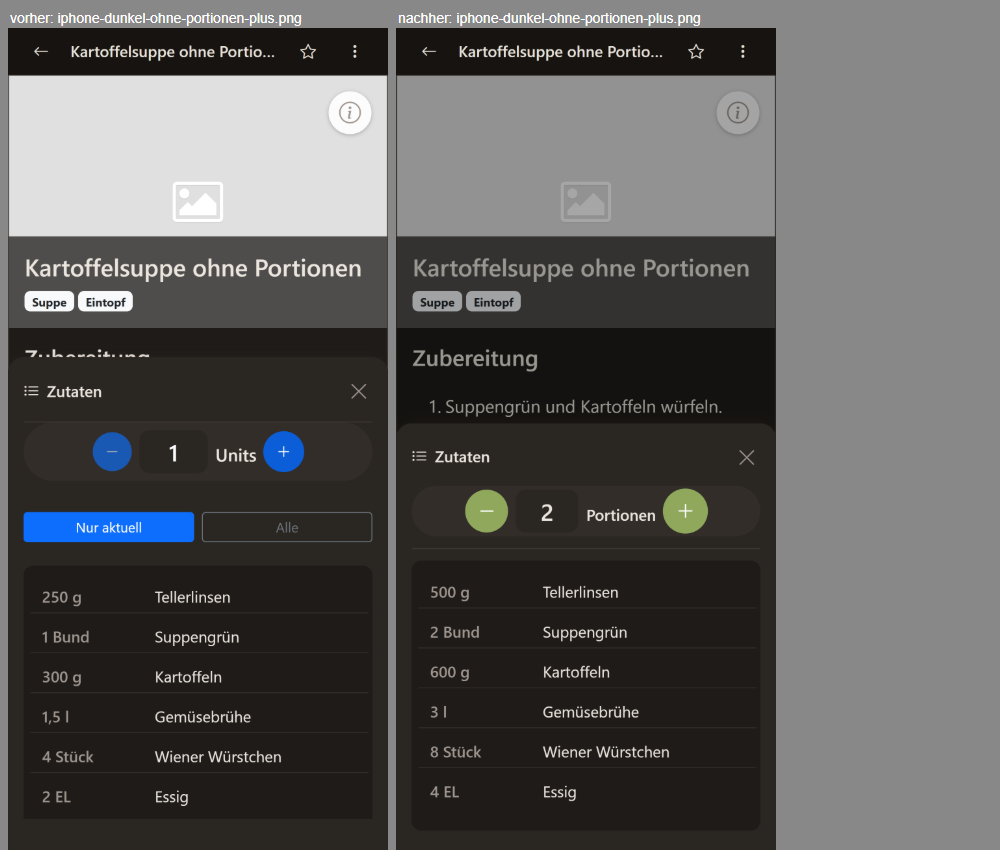 vorher: iphone-dunkel-ohne-portionen-plus.png
Kartoffelsuppe ohne Portio...
Kartoffelsuppe ohne Portionen
Suppe Eintopf
Zubereitung
Zutaten
1 Units
Nur aktuell Alle
250 g Tellerlinsen
1 Bund Suppengrün
300 g Kartoffeln
1,5 l Gemüsebrühe
4 Stück Wiener Würstchen
2 EL Essig
nachher: iphone-dunkel-ohne-portionen-plus.png
Kartoffelsuppe ohne Portio...
Kartoffelsuppe ohne Portionen
Suppe Eintopf
Zubereitung
1. Suppengrün und Kartoffeln würfeln.
Zutaten
2 Portionen
500 g Tellerlinsen
2 Bund Suppengrün
600 g Kartoffeln
3 l Gemüsebrühe
8 Stück Wiener Würstchen
4 EL Essig